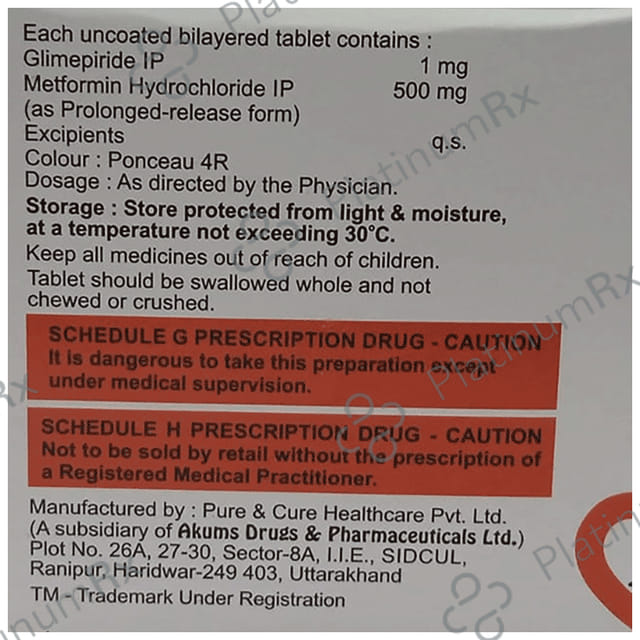 Each uncoated bilayered tablet contains :
Glimepiride IP 1 mg
Metformin Hydrochloride IP 500 mg
(as Prolonged-release form)
Excipients q.s.
Colour : Ponceau 4R
Dosage : As directed by the Physician.
Storage : Store protected from light & moisture,
at a temperature not exceeding 30°C.
Keep all medicines out of reach of children.
Tablet should be swallowed whole and not
chewed or crushed.
SCHEDULE G PRESCRIPTION DRUG - CAUTION
It is dangerous to take this preparation except
under medical supervision.
SCHEDULE H PRESCRIPTION DRUG - CAUTION
Not to be sold by retail without the prescription of
a Registered Medical Practitioner.
Manufactured by : Pure & Cure Healthcare Pvt. Ltd.
(A subsidiary of Akums Drugs & Pharmaceuticals Ltd.)
Plot No. 26A, 27-30, Sector-8A, I.I.E., SIDCUL,
Ranipur, Haridwar-249 403, Uttarakhand
TM - Trademark Under Registration
PlatinumRx
PlatinumRx
PlatinumRx
PlatinumRx